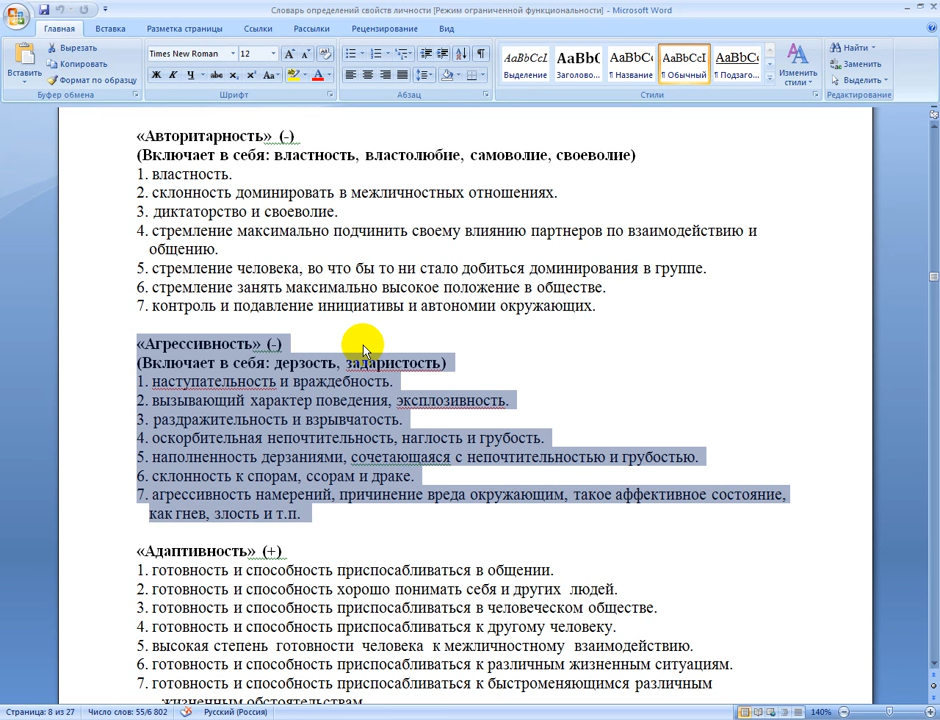 Словарь определений свойств личности [Режим ограниченной функциональности] - Microsoft Word
Главная Вставка Разметка страницы Ссылки Рассылки Рецензирование Вид
Вставить
Вырезать
Копировать
Формат по образцу
Буфер обмена
Times New Roman 12
Ж К Ч abe x₂ x² Aa
Шрифт
Абзац
AaBbCcI AaBbC AaBbCcI AaBbCcI AaBbCcI
Выделение Заголово... ¶ Название ¶ Обычный ¶ Подзаго...
Изменить стили
Стили
Найти
Заменить
Выделить
Редактирование
«Авторитарность» (-)
(Включает в себя: властность, властолюбие, самоволие, своеволие)
1. властность.
2. склонность доминировать в межличностных отношениях.
3. диктаторство и своеволие.
4. стремление максимально подчинить своему влиянию партнеров по взаимодействию и
общению.
5. стремление человека, во что бы то ни стало добиться доминирования в группе.
6. стремление занять максимально высокое положение в обществе.
7. контроль и подавление инициативы и автономии окружающих.
«Агрессивность» (-)
(Включает в себя: дерзость, задаристость)
1. наступательность и враждебность.
2. вызывающий характер поведения, эксплозивность.
3. раздражительность и взрывчатость.
4. оскорбительная непочтительность, наглость и грубость.
5. наполненность дерзаниями, сочетающаяся с непочтительностью и грубостью.
6. склонность к спорам, ссорам и драке.
7. агрессивность намерений, причинение вреда окружающим, такое аффективное состояние,
как гнев, злость и т.п.
«Адаптивность» (+)
1. готовность и способность приспосабливаться в общении.
2. готовность и способность хорошо понимать себя и других людей.
3. готовность и способность приспосабливаться в человеческом обществе.
4. готовность и способность приспосабливаться к другому человеку.
5. высокая степень готовности человека к межличностному взаимодействию.
6. готовность и способность приспосабливаться к различным жизненным ситуациям.
7. готовность и способность приспосабливаться к быстроменяющимся различным
жизненным обстоятельствам
Страница: 8 из 27 Число слов: 55/6 802 Русский (Россия) 140%